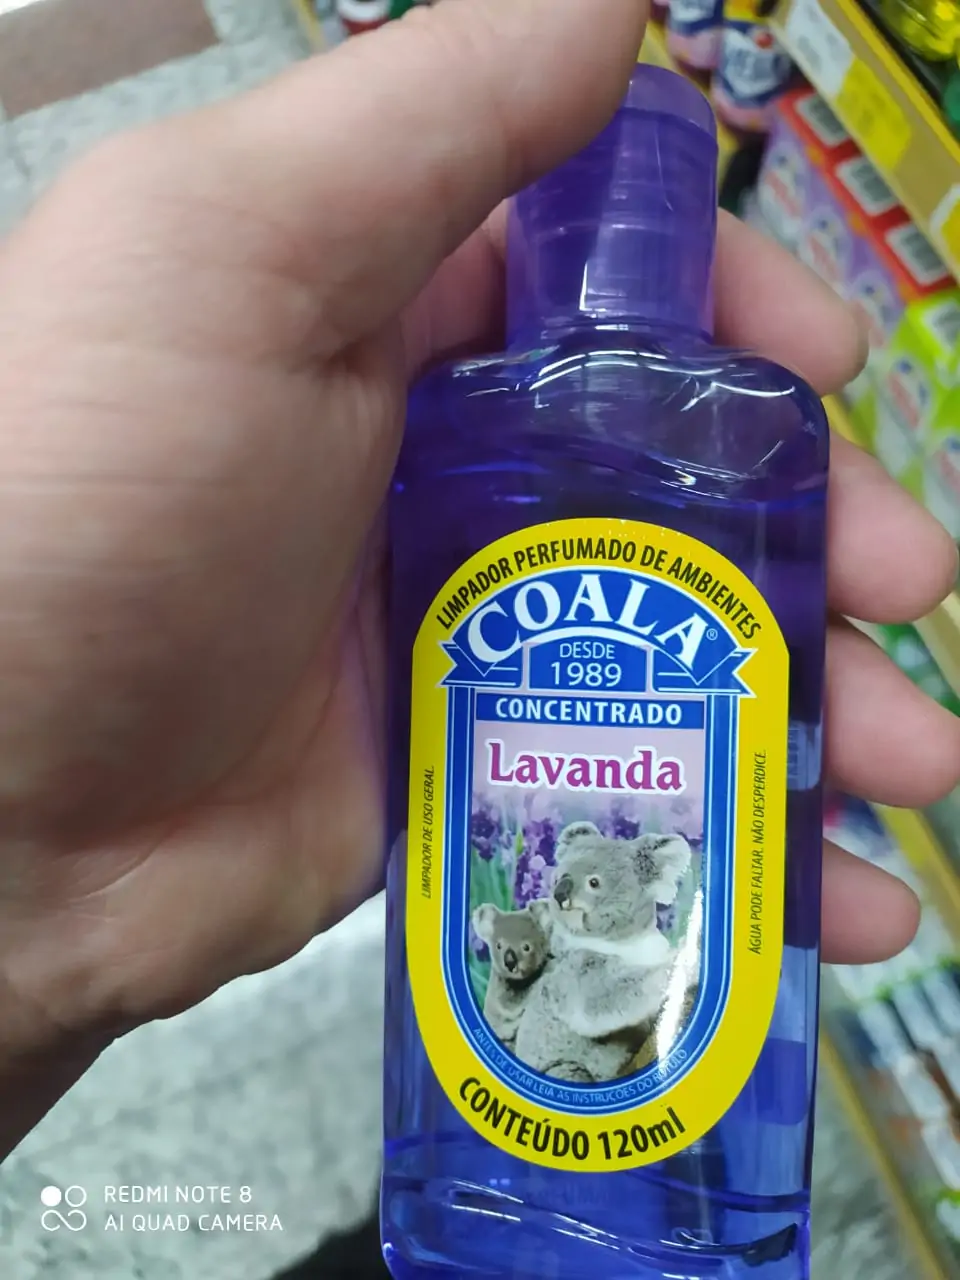 LIMPADOR PERFUMADO DE AMBIENTES
COALA®
DESDE
1989
CONCENTRADO
Lavanda
LIMPADOR DE USO GERAL.
ÁGUA PODE FALTAR. NÃO DESPERDICE.
ANTES DE USAR LEIA AS INSTRUÇÕES DO RÓTULO
CONTEÚDO 120ml
REDMI NOTE 8
AI QUAD CAMERA